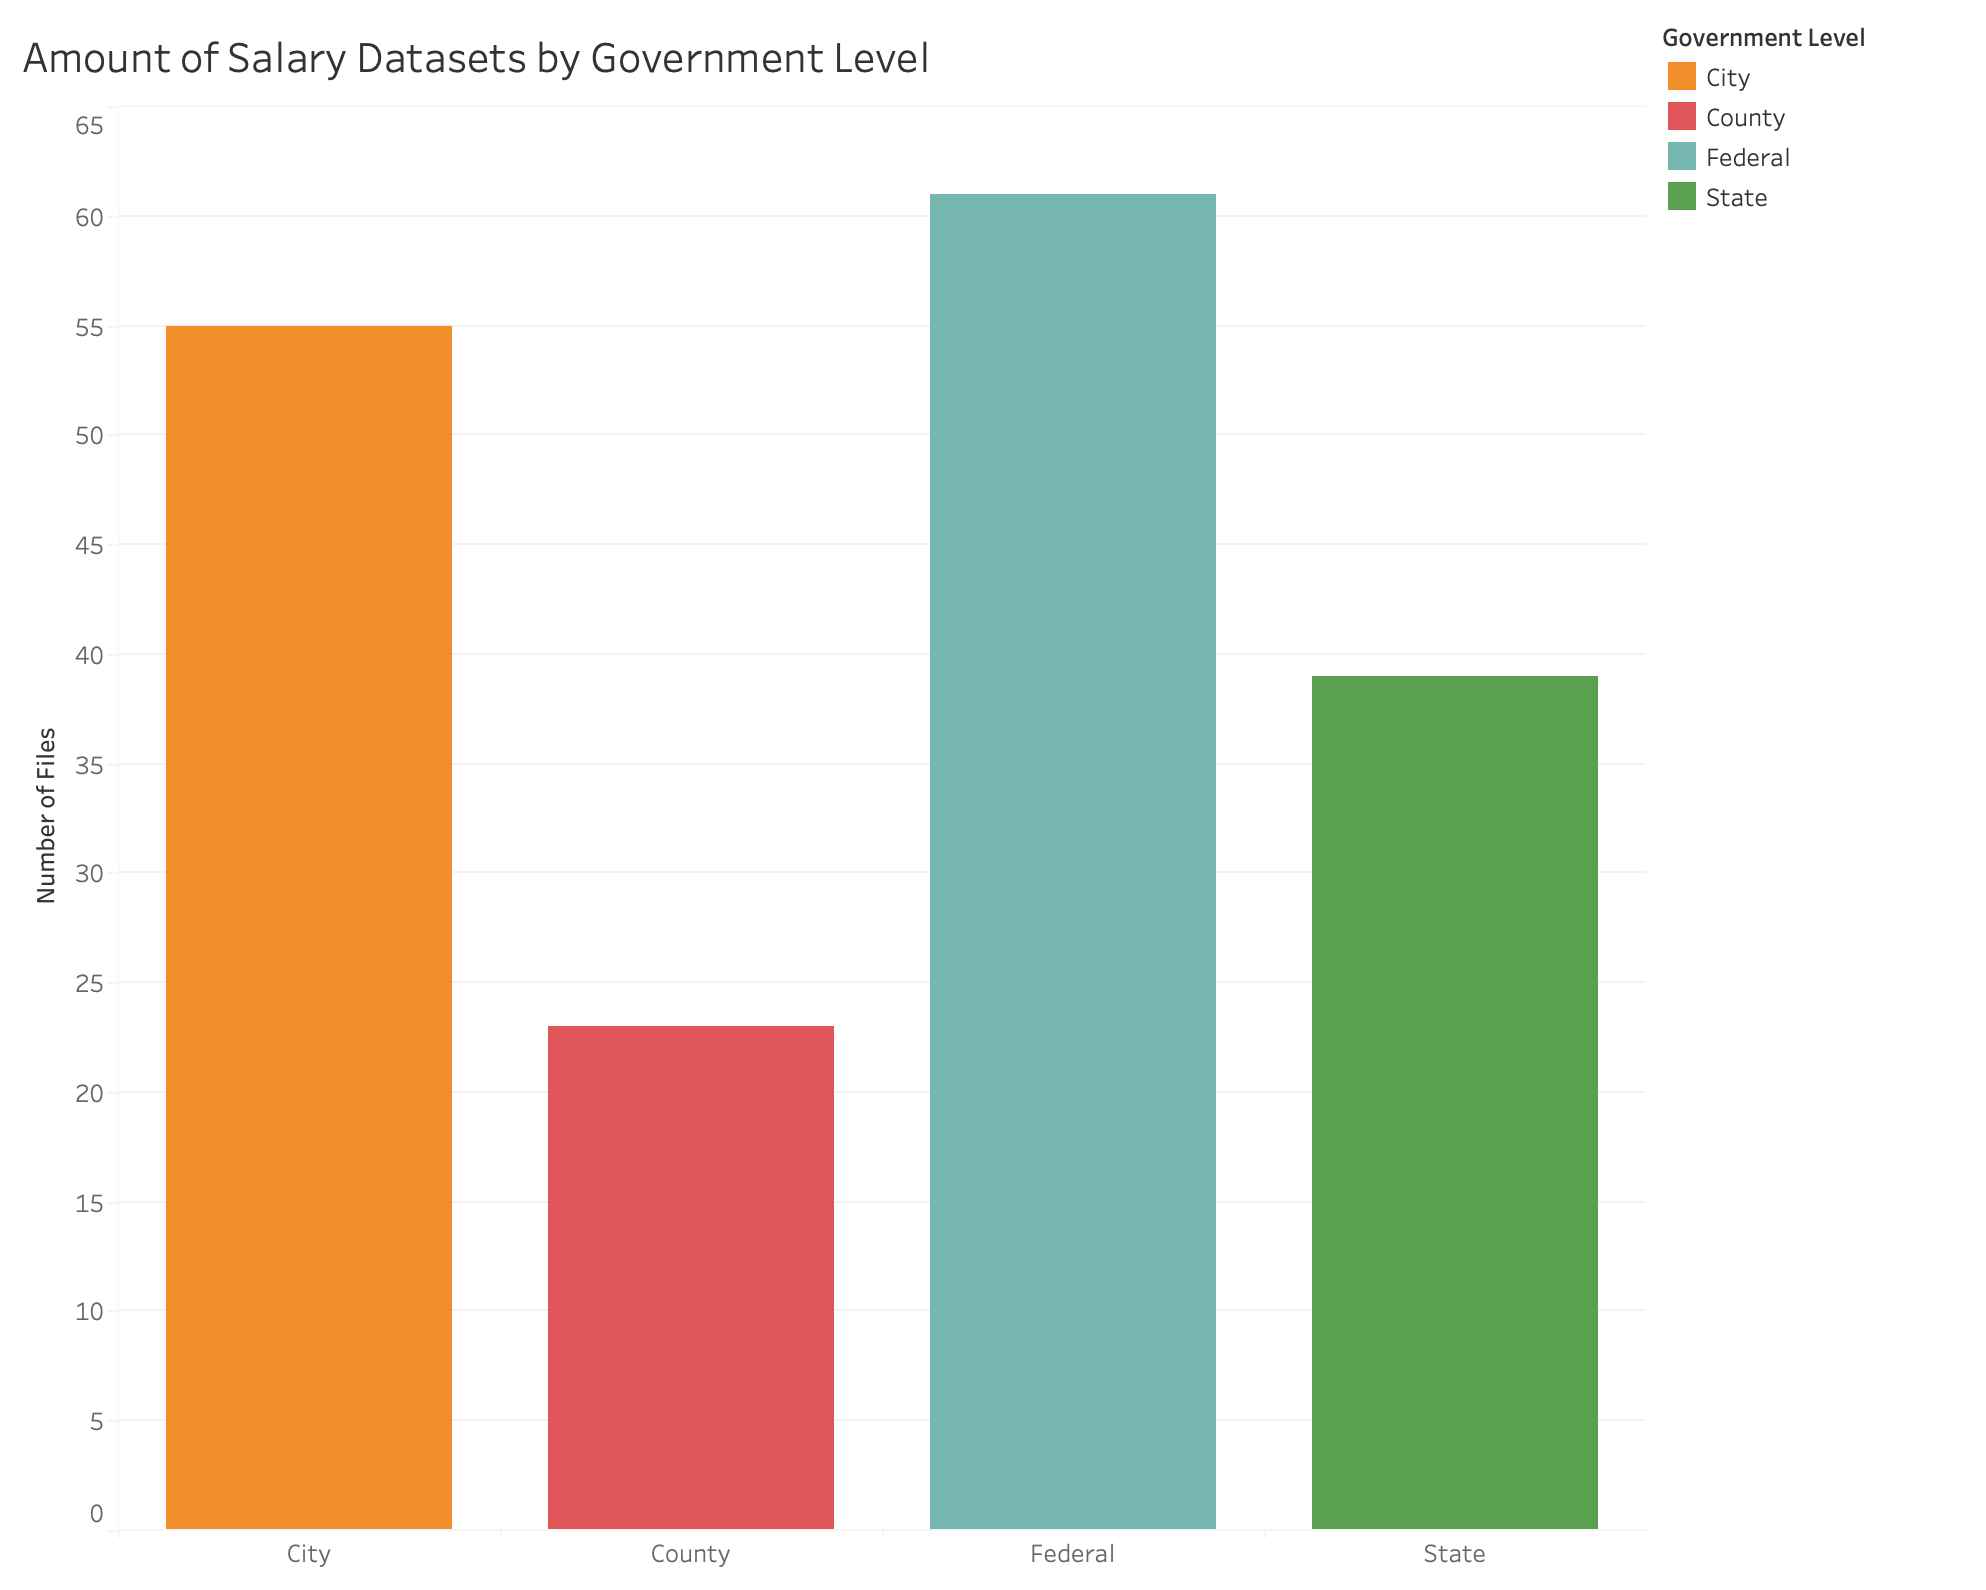 Amount of Salary Datasets by Government Level
Government Level
City
County
Federal
State
65
60
55
50
45
40
35
30
25
20
15
10
5
0
Number of Files
City
County
Federal
State